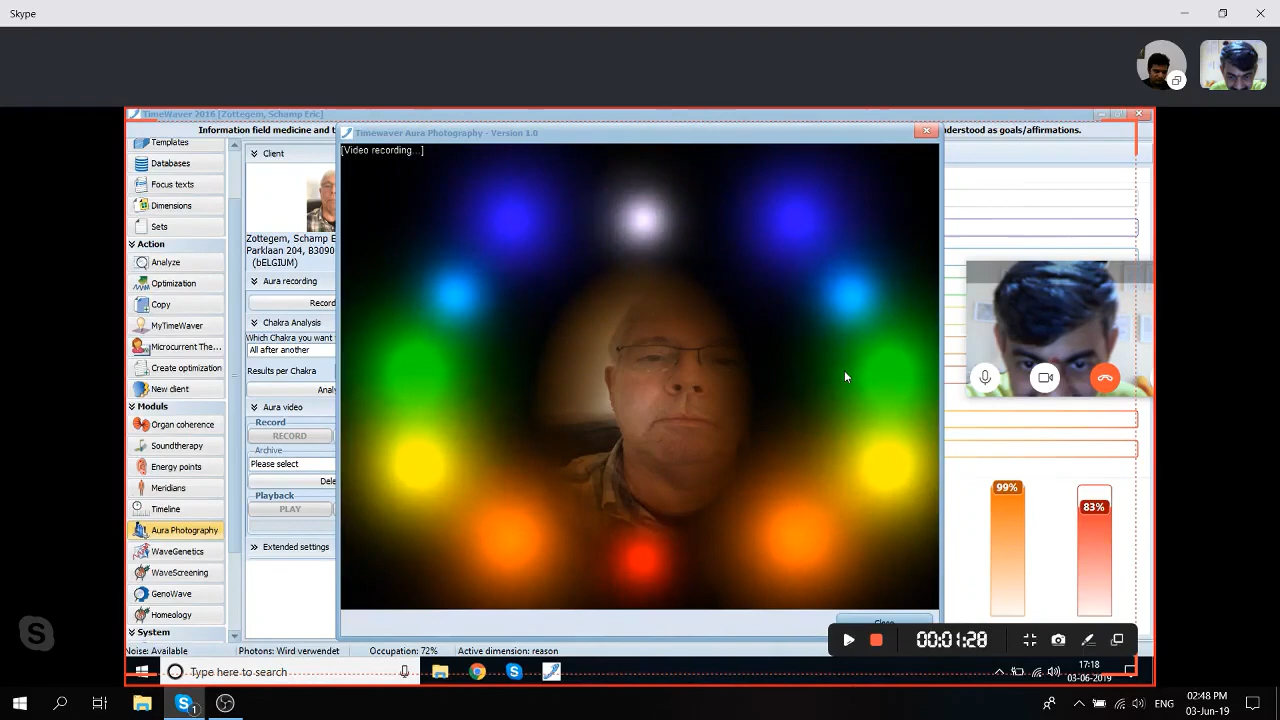 Skype
TimeWaver 2016 [Zottegem, Schamp Eric]
Information field medicine and t
understood as goals/affirmations.
Templates
Databases
Focus texts
Dimensions
Sets
Action
Analyze
Optimization
Copy
MyTimeWaver
Microcurrent The...
Create optimization
New client
Moduls
Organ coherence
Soundtherapy
Energy points
Meridians
Timeline
Aura Photography
WaveGenetics
WaveScreening
GenoWave
Homeology
System
Client
Zottegem, Schamp E
Parklaan 204, B3090
(bELGIUM)
Aura recording
Record
Chakra Analysis
Which Chakra you want
All after another
Results per Chakra
Anal
Aura video
Record
RECORD
Archive
Please select
Dele
Playback
PLAY
Extended settings
Timewaver Aura Photography - Version 1.0
[Video recording...]
Close
99%
83%
00:01:28
Noise: Available
Photons: Wird verwendet
Occupation: 72%
Active dimension: reason
Type here to search
17:18
03-06-2019
S
1
ENG
02:48 PM
03-Jun-19